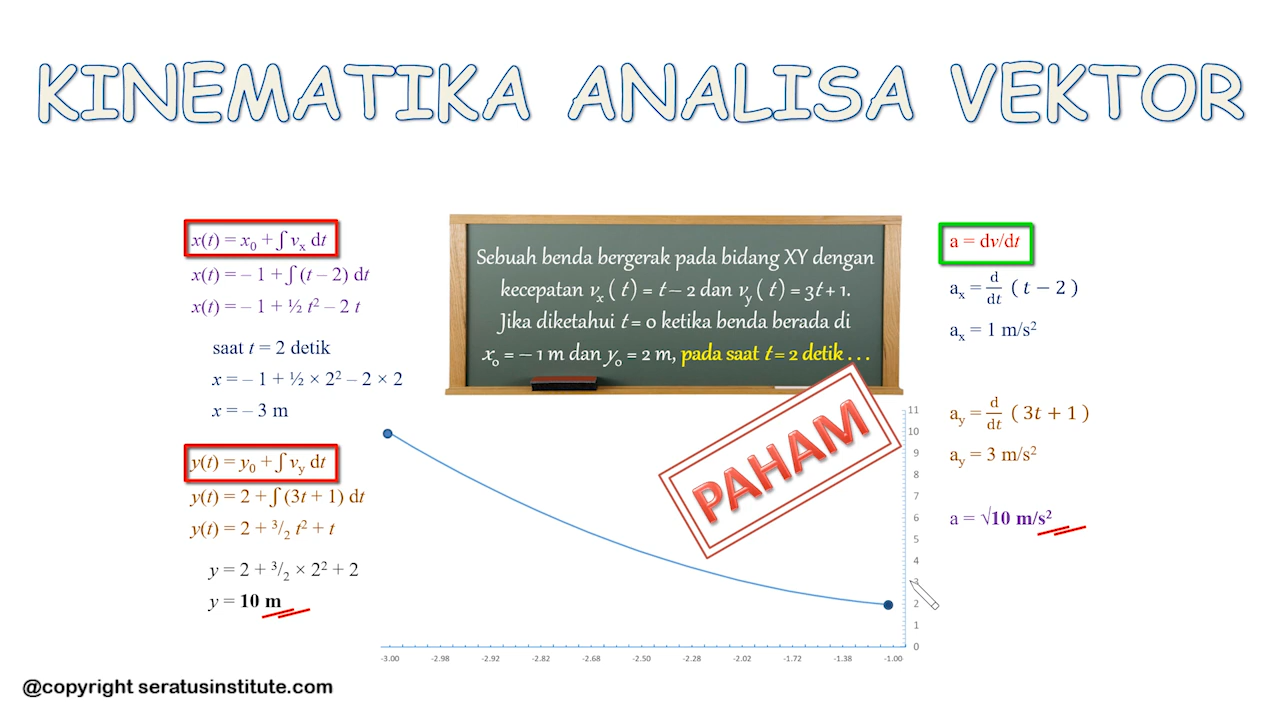 KINEMATIKA ANALISA VEKTOR
x(t) = x₀ + ∫ vₓ dt
x(t) = – 1 + ∫ (t – 2) dt
x(t) = – 1 + ½ t² – 2 t
saat t = 2 detik
x = – 1 + ½ × 2² – 2 × 2
x = – 3 m
y(t) = y₀ + ∫ v_y dt
y(t) = 2 + ∫ (3t + 1) dt
y(t) = 2 + ³/₂ t² + t
y = 2 + ³/₂ × 2² + 2
y = 10 m
Sebuah benda bergerak pada bidang XY dengan
kecepatan vₓ ( t ) = t – 2 dan v_y ( t ) = 3t + 1.
Jika diketahui t = 0 ketika benda berada di
x₀ = – 1 m dan y₀ = 2 m, pada saat t = 2 detik . . .
PAHAM
11
10
9
8
7
6
5
4
3
2
1
0
-3.00 -2.98 -2.92 -2.82 -2.68 -2.50 -2.28 -2.02 -1.72 -1.38 -1.00
a = dv/dt
aₓ = d/dt ( t − 2 )
aₓ = 1 m/s²
a_y = d/dt ( 3t + 1 )
a_y = 3 m/s²
a = √10 m/s²
@copyright seratusinstitute.com